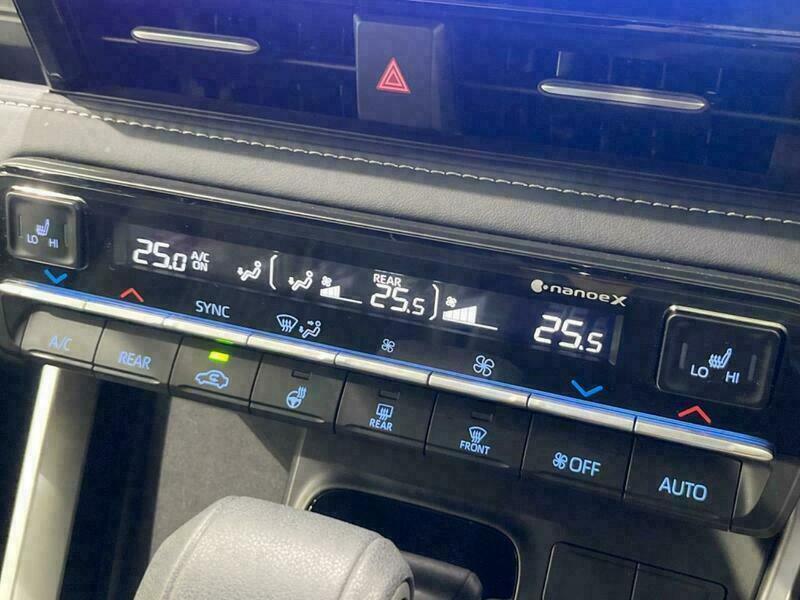 LO HI
25.0 A/C
ON
REAR
25.5
nanoeX
25.5
LO HI
SYNC
A/C
REAR
REAR
FRONT
OFF
AUTO